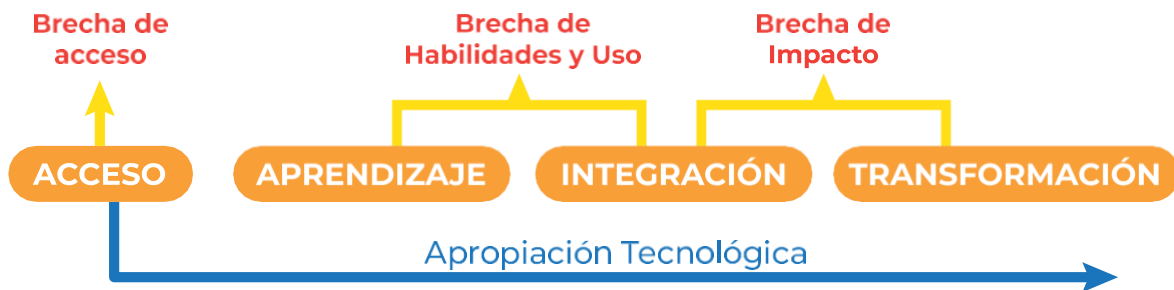 Brecha de
acceso
Brecha de
Habilidades y Uso
Brecha de
Impacto
ACCESO
APRENDIZAJE
INTEGRACIÓN
TRANSFORMACIÓN
Apropiación Tecnológica